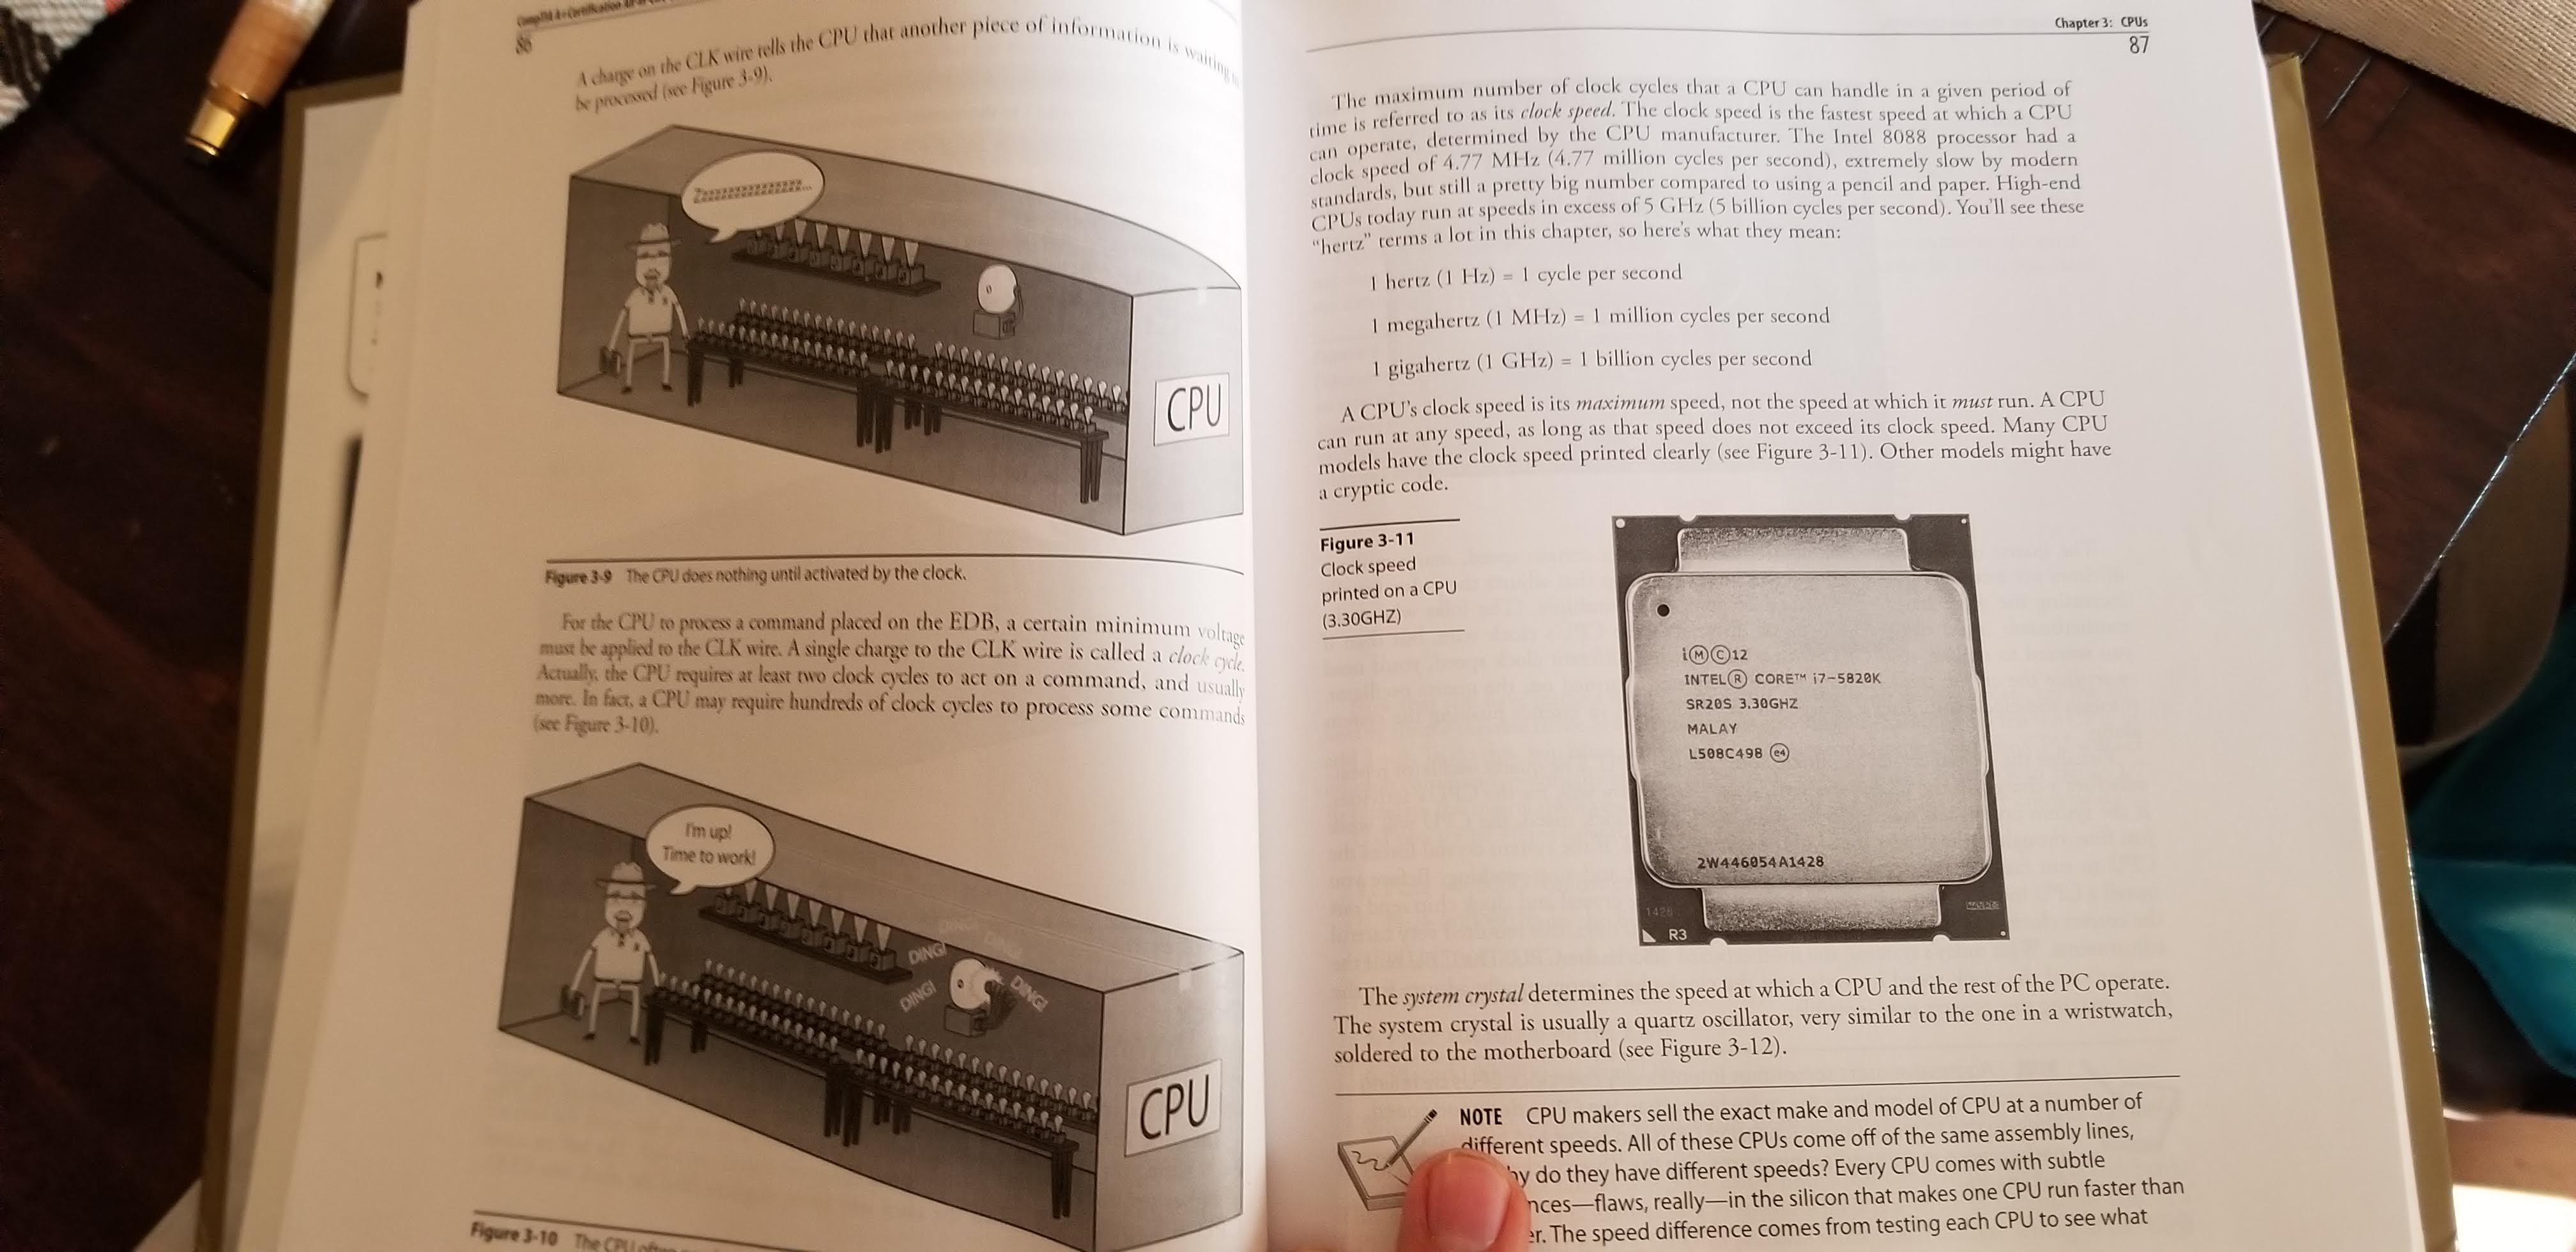 86
A charge on the CLK wire tells the CPU that another piece of information is waiting
be processed (see Figure 3-9).
Zzzzzzzzzzzzz...
CPU
Figure 3-9 The CPU does nothing until activated by the clock.
For the CPU to process a command placed on the EDB, a certain minimum voltage
must be applied to the CLK wire. A single charge to the CLK wire is called a clock cycle.
Actually, the CPU requires at least two clock cycles to act on a command, and usually
more. In fact, a CPU may require hundreds of clock cycles to process some commands
(see Figure 3-10).
I'm up!
Time to work!
DING!
DING!
DING!
CPU
Figure 3-10 The CPU
Chapter 3: CPUs
87
The maximum number of clock cycles that a CPU can handle in a given period of
time is referred to as its clock speed. The clock speed is the fastest speed at which a CPU
can operate, determined by the CPU manufacturer. The Intel 8088 processor had a
clock speed of 4.77 MHz (4.77 million cycles per second), extremely slow by modern
standards, but still a pretty big number compared to using a pencil and paper. High-end
CPUs today run at speeds in excess of 5 GHz (5 billion cycles per second). You'll see these
"hertz" terms a lot in this chapter, so here's what they mean:
1 hertz (1 Hz) = 1 cycle per second
1 megahertz (1 MHz) = 1 million cycles per second
1 gigahertz (1 GHz) = 1 billion cycles per second
A CPU's clock speed is its maximum speed, not the speed at which it must run. A CPU
can run at any speed, as long as that speed does not exceed its clock speed. Many CPU
models have the clock speed printed clearly (see Figure 3-11). Other models might have
a cryptic code.
Figure 3-11
Clock speed
printed on a CPU
(3.30GHZ)
i Ⓜ Ⓒ 12
INTEL® CORE™ i7-5820K
SR20S 3.30GHZ
MALAY
L508C498 e4
2W446054A1428
1428
R3
The system crystal determines the speed at which a CPU and the rest of the PC operate.
The system crystal is usually a quartz oscillator, very similar to the one in a wristwatch,
soldered to the motherboard (see Figure 3-12).
NOTE CPU makers sell the exact make and model of CPU at a number of
different speeds. All of these CPUs come off of the same assembly lines,
hy do they have different speeds? Every CPU comes with subtle
nces—flaws, really—in the silicon that makes one CPU run faster than
er. The speed difference comes from testing each CPU to see what